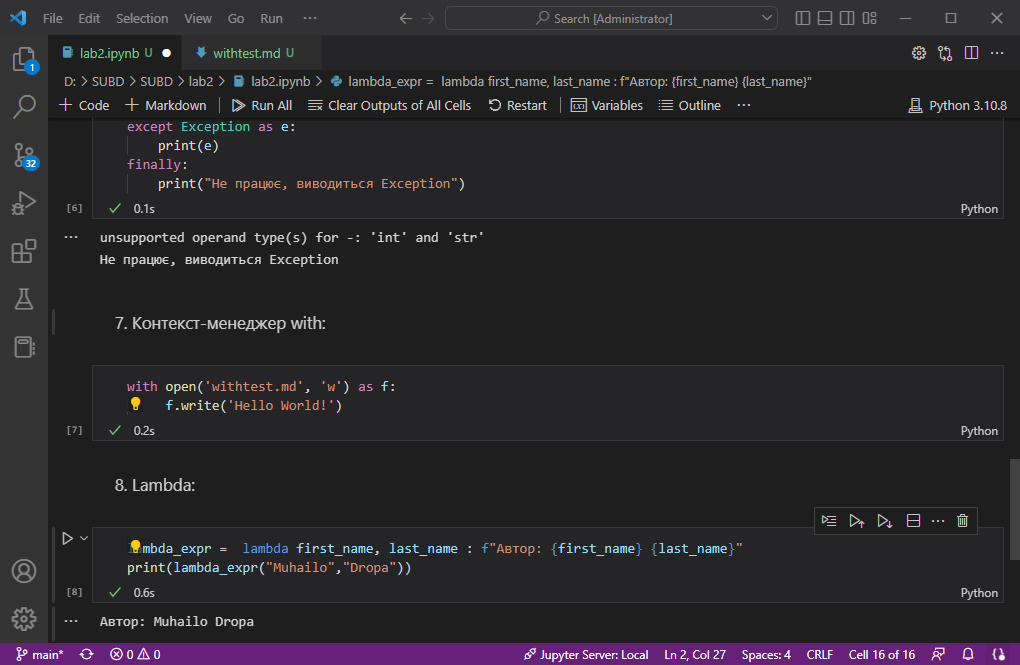 File Edit Selection View Go Run ··· Search [Administrator]
1
lab2.ipynb U ● withtest.md U
D: > SUBD > SUBD > lab2 > lab2.ipynb > lambda_expr = lambda first_name, last_name : f"Автор: {first_name} {last_name}"
+ Code + Markdown Run All Clear Outputs of All Cells Restart Variables Outline ··· Python 3.10.8
except Exception as e:
print(e)
32
finally:
print("Не працює, виводиться Exception")
[6] ✓ 0.1s Python
··· unsupported operand type(s) for -: 'int' and 'str'
Не працює, виводиться Exception
7. Контекст-менеджер with:
with open('withtest.md', 'w') as f:
f.write('Hello World!')
[7] ✓ 0.2s Python
8. Lambda:
mbda_expr = lambda first_name, last_name : f"Автор: {first_name} {last_name}"
print(lambda_expr("Muhailo","Dropa"))
[8] ✓ 0.6s Python
··· Автор: Muhailo Dropa
main* 0 0 Jupyter Server: Local Ln 2, Col 27 Spaces: 4 CRLF Cell 16 of 16